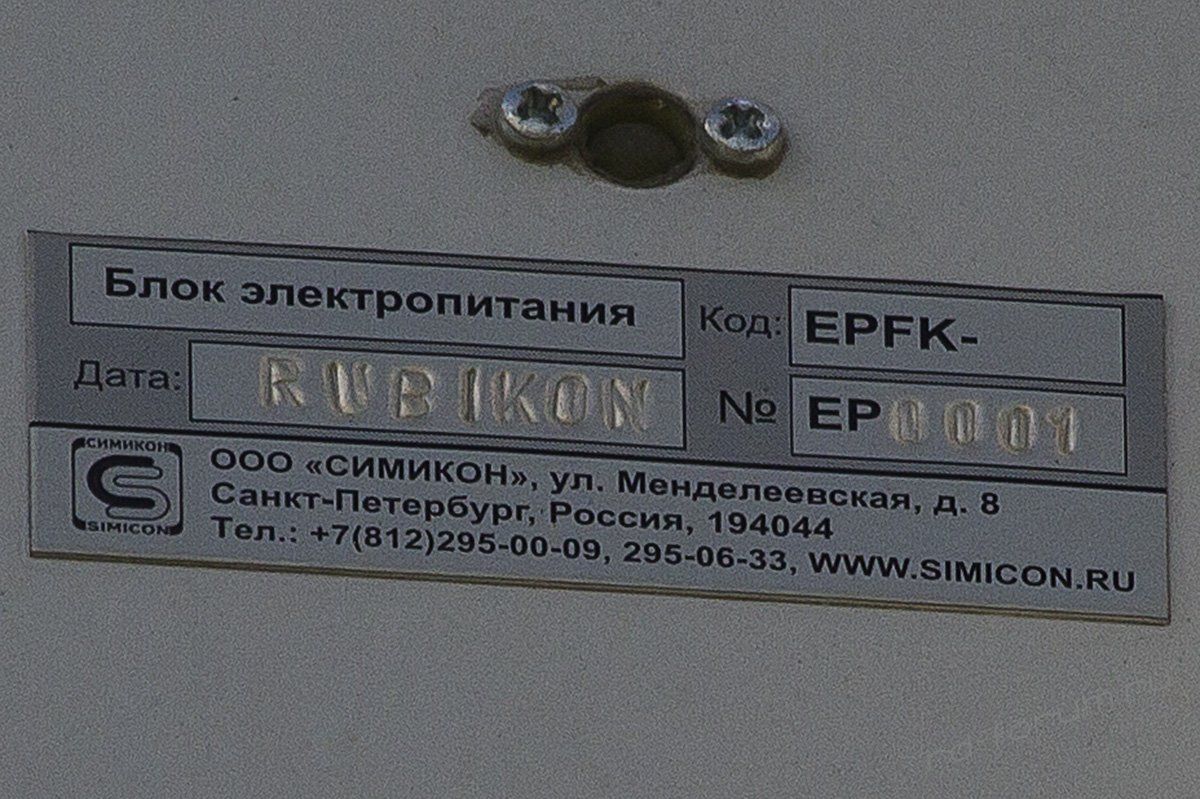 Блок электропитания Код: EPFK-
Дата: RUBIKON № EP0001
СИМИКОН
SIMICON
ООО «СИМИКОН», ул. Менделеевская, д. 8
Санкт-Петербург, Россия, 194044
Тел.: +7(812)295-00-09, 295-06-33, WWW.SIMICON.RU